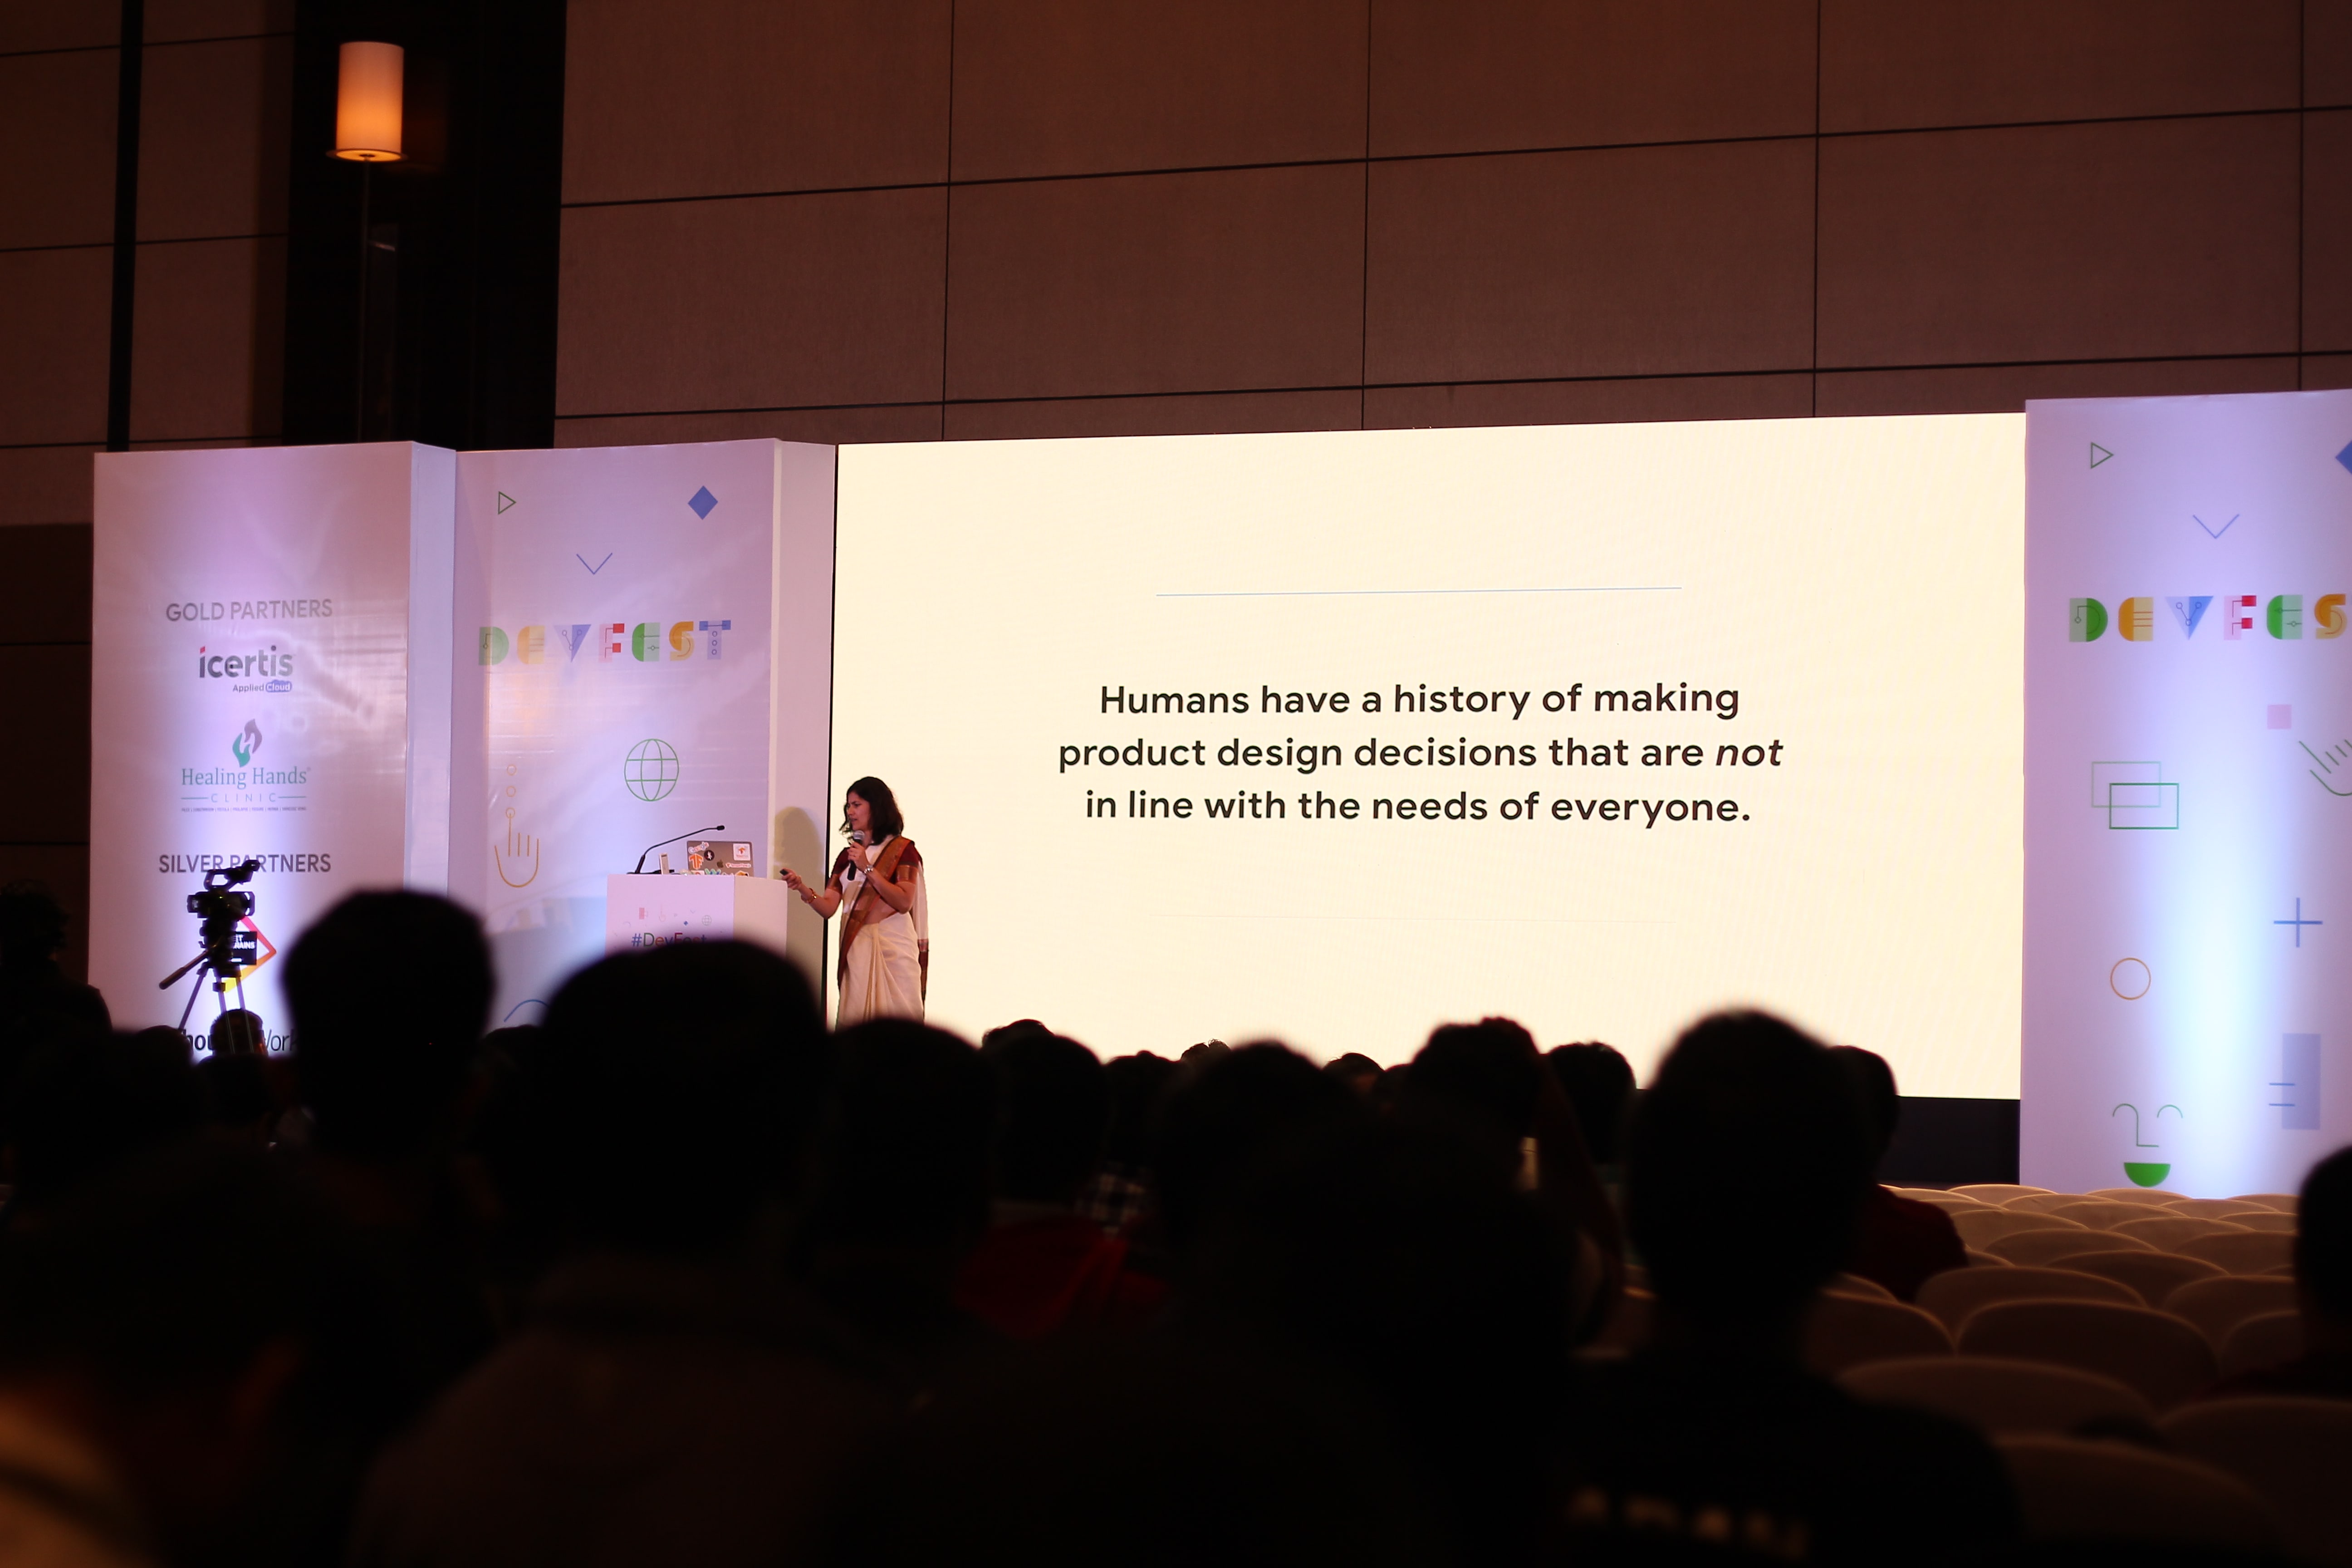 GOLD PARTNERS
icertis
Applied Cloud
Healing Hands
CLINIC
SILVER PARTNERS
DEVFEST
#DevFest
Humans have a history of making
product design decisions that are not
in line with the needs of everyone.
DEVFES